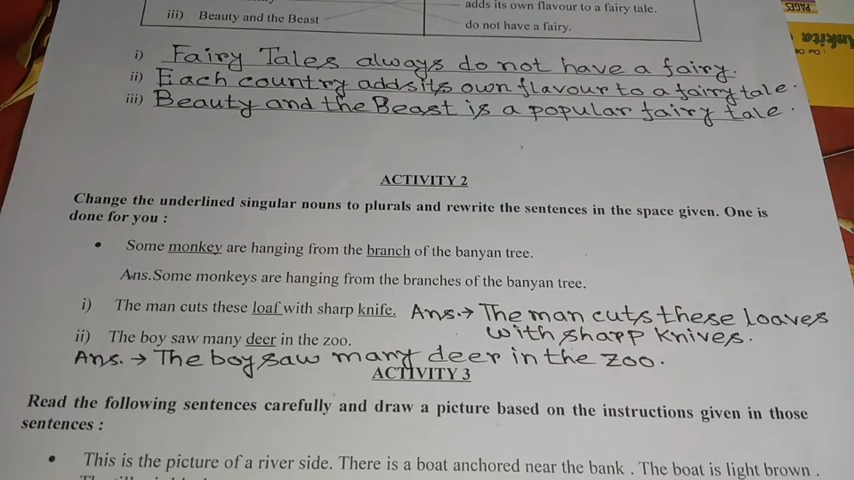 adds its own flavour to a fairy tale.
iii) Beauty and the Beast
do not have a fairy.
PAGES
Ankita
i) Fairy Tales always do not have a fairy.
ii) Each country adds its own flavour to a fairy tale.
iii) Beauty and the Beast is a popular fairy tale.
ACTIVITY 2
Change the underlined singular nouns to plurals and rewrite the sentences in the space given. One is
done for you :
• Some monkey are hanging from the branch of the banyan tree.
Ans.Some monkeys are hanging from the branches of the banyan tree.
i) The man cuts these loaf with sharp knife. Ans.→ The man cuts these loaves
with sharp knives.
ii) The boy saw many deer in the zoo.
Ans.→ The boy saw many deer in the zoo.
ACTIVITY 3
Read the following sentences carefully and draw a picture based on the instructions given in those
sentences :
• This is the picture of a river side. There is a boat anchored near the bank . The boat is light brown .